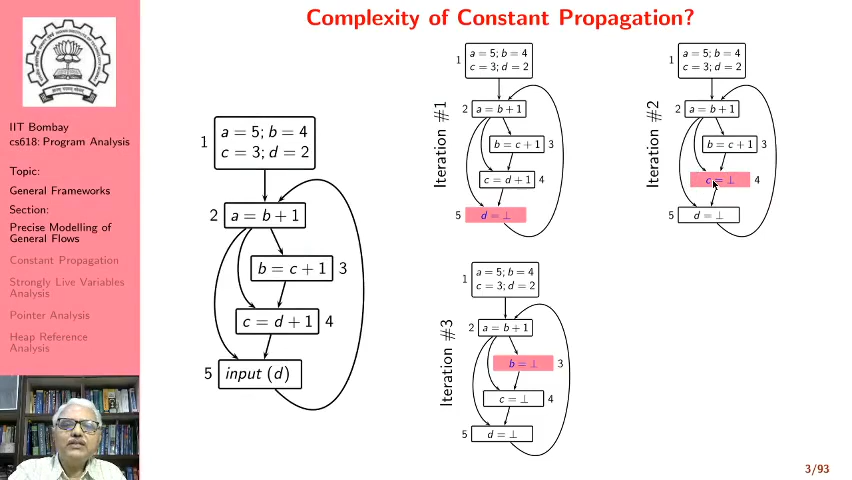 Complexity of Constant Propagation?
IIT Bombay
cs618: Program Analysis
Topic:
General Frameworks
Section:
Precise Modelling of
General Flows
Constant Propagation
Strongly Live Variables
Analysis
Pointer Analysis
Heap Reference
Analysis
1
a = 5; b = 4
c = 3; d = 2
2 a = b + 1
b = c + 1 3
c = d + 1 4
5 input (d)
Iteration #1
1
a = 5; b = 4
c = 3; d = 2
2 a = b + 1
b = c + 1 3
c = d + 1 4
5 d = ⊥
Iteration #2
1
a = 5; b = 4
c = 3; d = 2
2 a = b + 1
b = c + 1 3
c = ⊥ 4
5 d = ⊥
Iteration #3
1
a = 5; b = 4
c = 3; d = 2
2 a = b + 1
b = ⊥ 3
c = ⊥ 4
5 d = ⊥
3/93